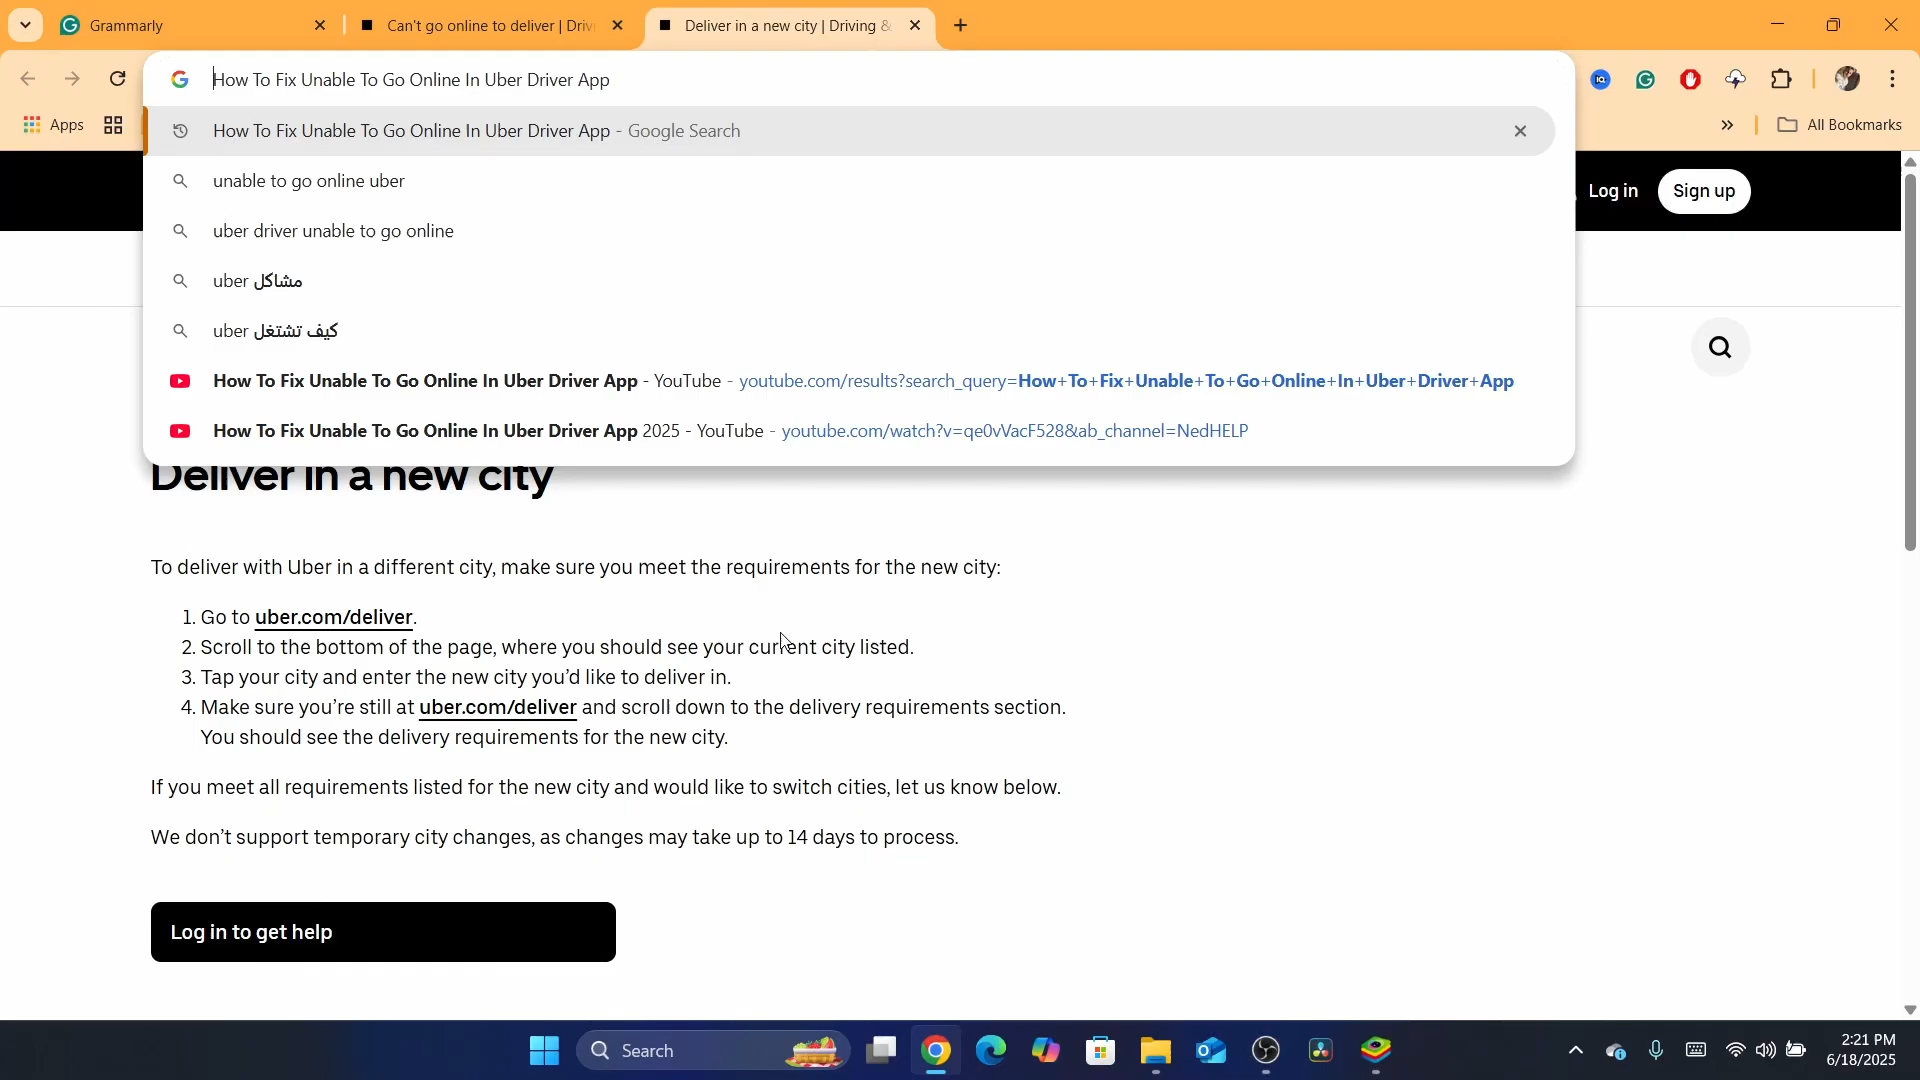 Grammarly
Can't go online to deliver | Driv
Deliver in a new city | Driving &
How To Fix Unable To Go Online In Uber Driver App
Apps
All Bookmarks
How To Fix Unable To Go Online In Uber Driver App - Google Search
unable to go online uber
uber driver unable to go online
uber مشاكل
uber كيف تشتغل
How To Fix Unable To Go Online In Uber Driver App - YouTube - youtube.com/results?search_query=How+To+Fix+Unable+To+Go+Online+In+Uber+Driver+App
How To Fix Unable To Go Online In Uber Driver App 2025 - YouTube - youtube.com/watch?v=qe0vVacF528&ab_channel=NedHELP
Log in
Sign up
Deliver in a new city
To deliver with Uber in a different city, make sure you meet the requirements for the new city:
1. Go to uber.com/deliver.
2. Scroll to the bottom of the page, where you should see your current city listed.
3. Tap your city and enter the new city you'd like to deliver in.
4. Make sure you're still at uber.com/deliver and scroll down to the delivery requirements section.
You should see the delivery requirements for the new city.
If you meet all requirements listed for the new city and would like to switch cities, let us know below.
We don't support temporary city changes, as changes may take up to 14 days to process.
Log in to get help
Search
2:21 PM
6/18/2025